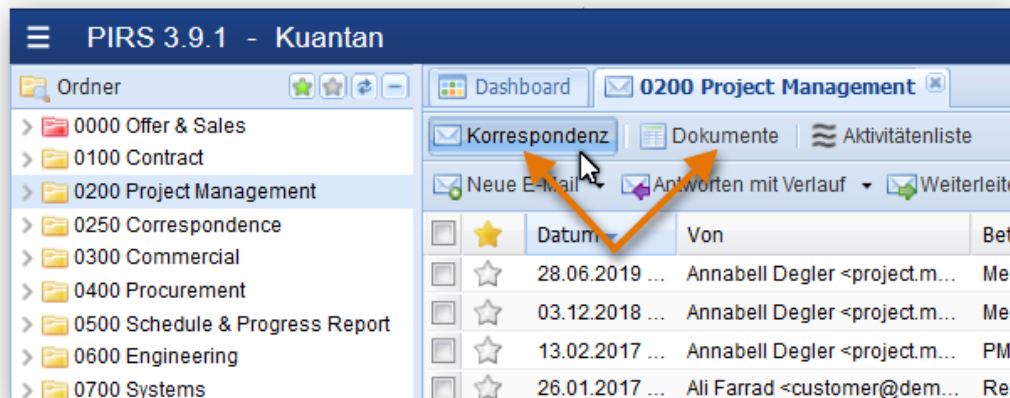 PIRS 3.9.1 - Kuantan
Ordner
Dashboard
0200 Project Management
0000 Offer & Sales
0100 Contract
0200 Project Management
0250 Correspondence
0300 Commercial
0400 Procurement
0500 Schedule & Progress Report
0600 Engineering
0700 Systems
Korrespondenz
Dokumente
Aktivitätenliste
Neue E-Mail
Antworten mit Verlauf
Weiterleite
Datum
Von
Bet
28.06.2019 ... Annabell Degler <project.m... Me
03.12.2018 ... Annabell Degler <project.m... Me
13.02.2017 ... Annabell Degler <project.m... PM
26.01.2017 ... Ali Farrad <customer@dem... Re